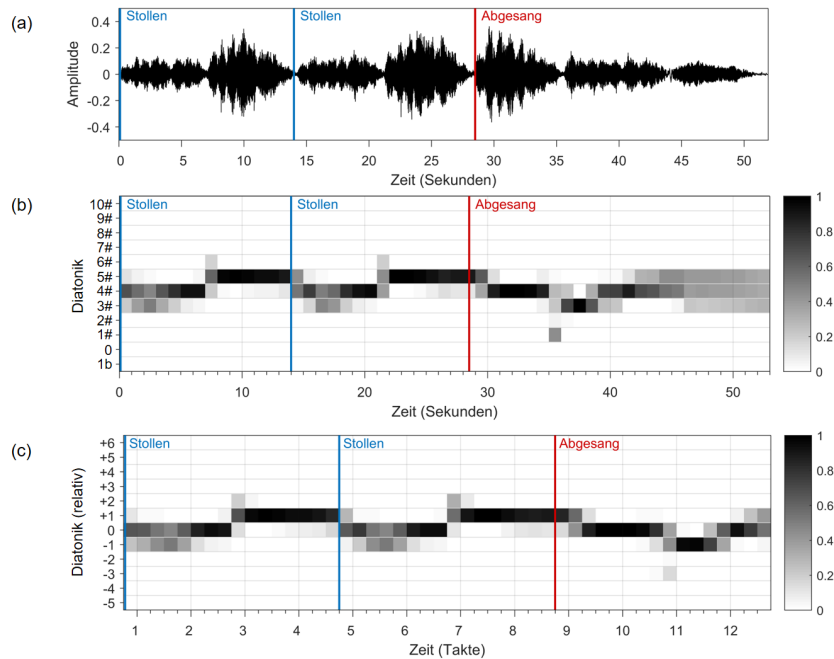 (a)
Stollen Stollen Abgesang
0.4
0.2
0
-0.2
-0.4
Amplitude
0 5 10 15 20 25 30 35 40 45 50
Zeit (Sekunden)
(b)
Stollen Stollen Abgesang
10#
9#
8#
7#
6#
5#
4#
3#
2#
1#
0
1b
Diatonik
0 10 20 30 40 50
Zeit (Sekunden)
1
0.8
0.6
0.4
0.2
0
(c)
Stollen Stollen Abgesang
+6
+5
+4
+3
+2
+1
0
-1
-2
-3
-4
-5
Diatonik (relativ)
1 2 3 4 5 6 7 8 9 10 11 12
Zeit (Takte)
1
0.8
0.6
0.4
0.2
0